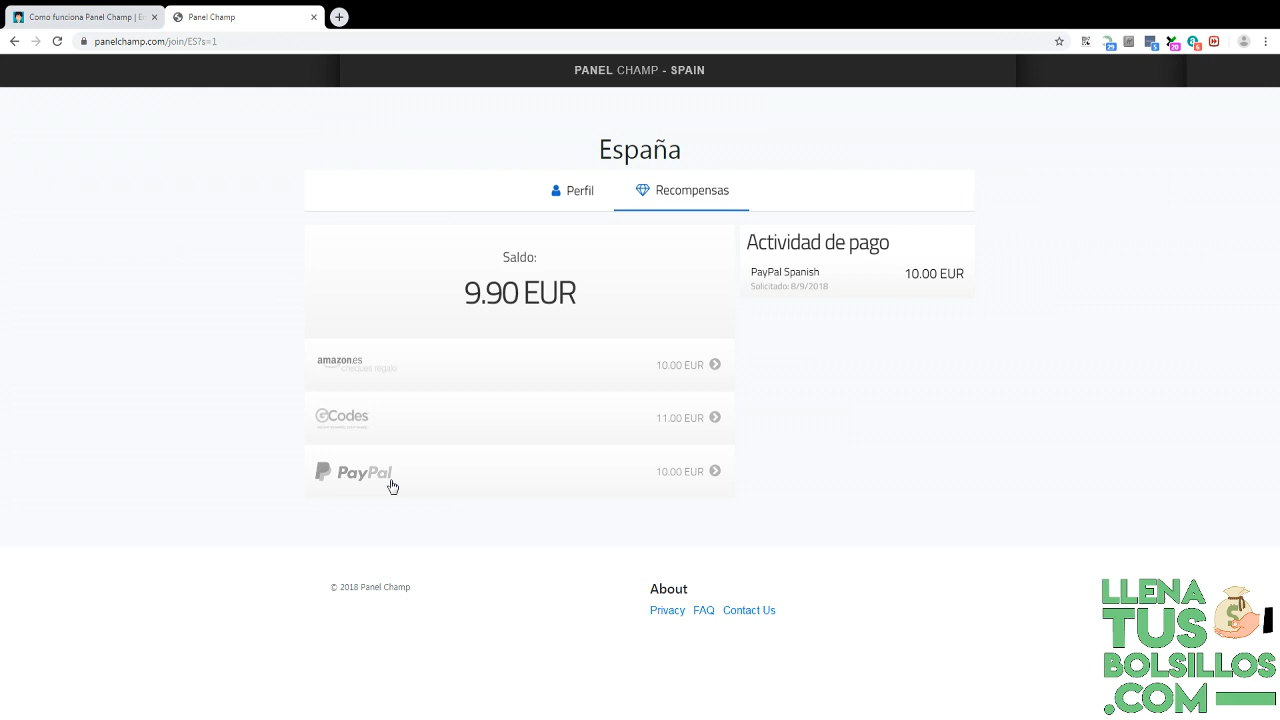 Como funciona Panel Champ | En
Panel Champ
panelchamp.com/join/ES?s=1
PANEL CHAMP - SPAIN
España
Perfil
Recompensas
Saldo:
9.90 EUR
amazon.es
cheques regalo
10.00 EUR
GCodes
11.00 EUR
PayPal
10.00 EUR
Actividad de pago
PayPal Spanish
10.00 EUR
Solicitado: 8/9/2018
© 2018 Panel Champ
About
Privacy FAQ Contact Us
LLENA
TUS
BOLSILLOS
.COM